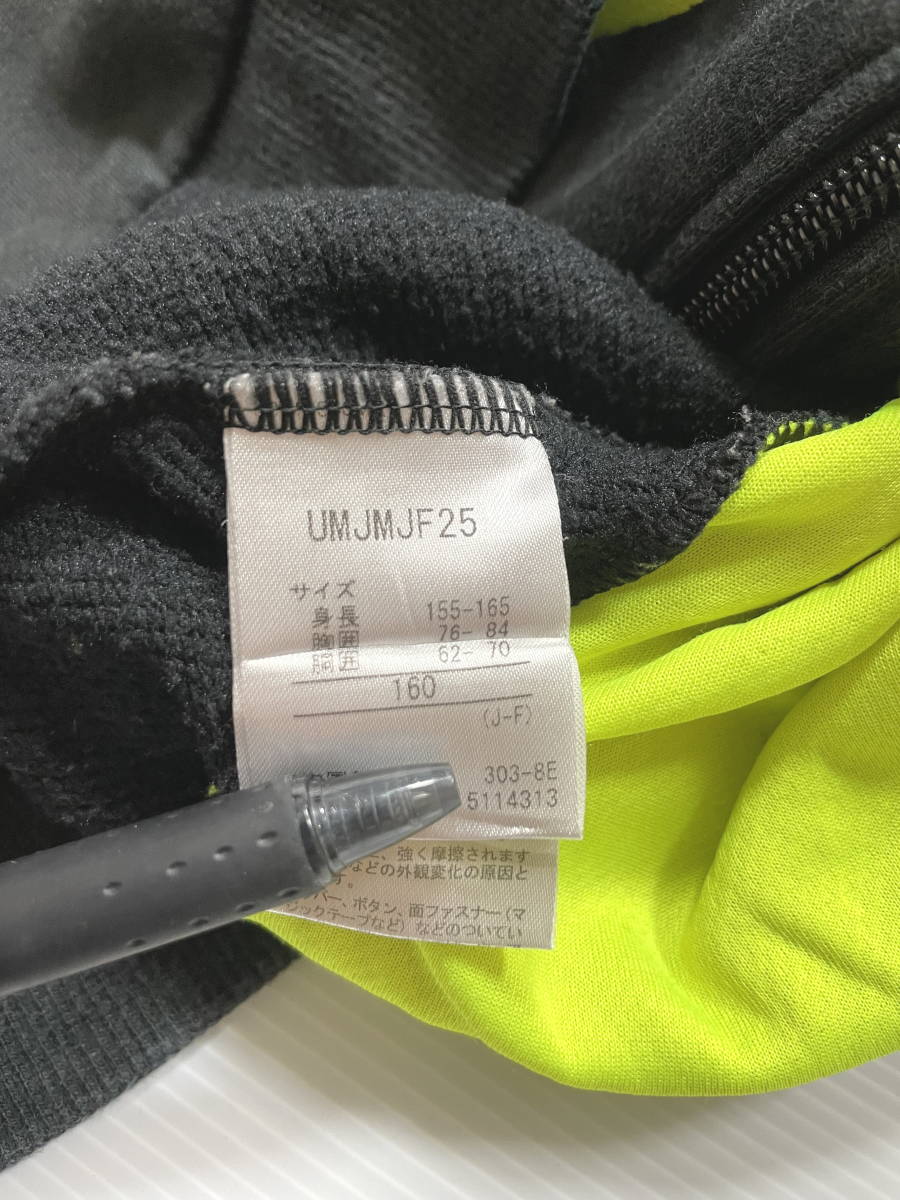 UMJMJF25
サイズ
身長 155-165
胸囲 76- 84
胴囲 62- 70
160
(J-F)
303-8E
5114313
強く摩擦されます
などの外観変化の原因と
す。
パー、ボタン、面ファスナー(マ
ジックテープなど)などのついてい